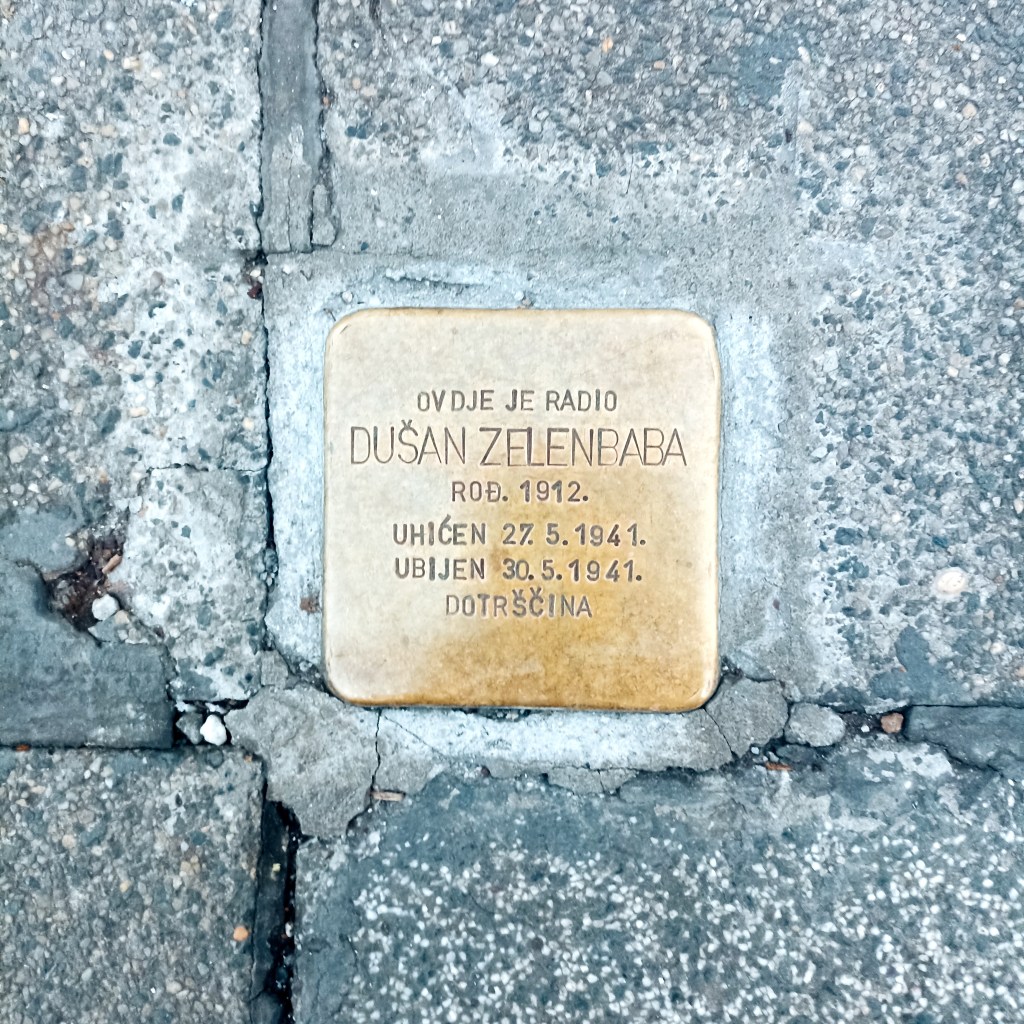 OVDJE JE RADIO
DUŠAN ZELENBABA
ROĐ. 1912.
UHIĆEN 27. 5. 1941.
UBIJEN 30. 5. 1941.
DOTRŠČINA